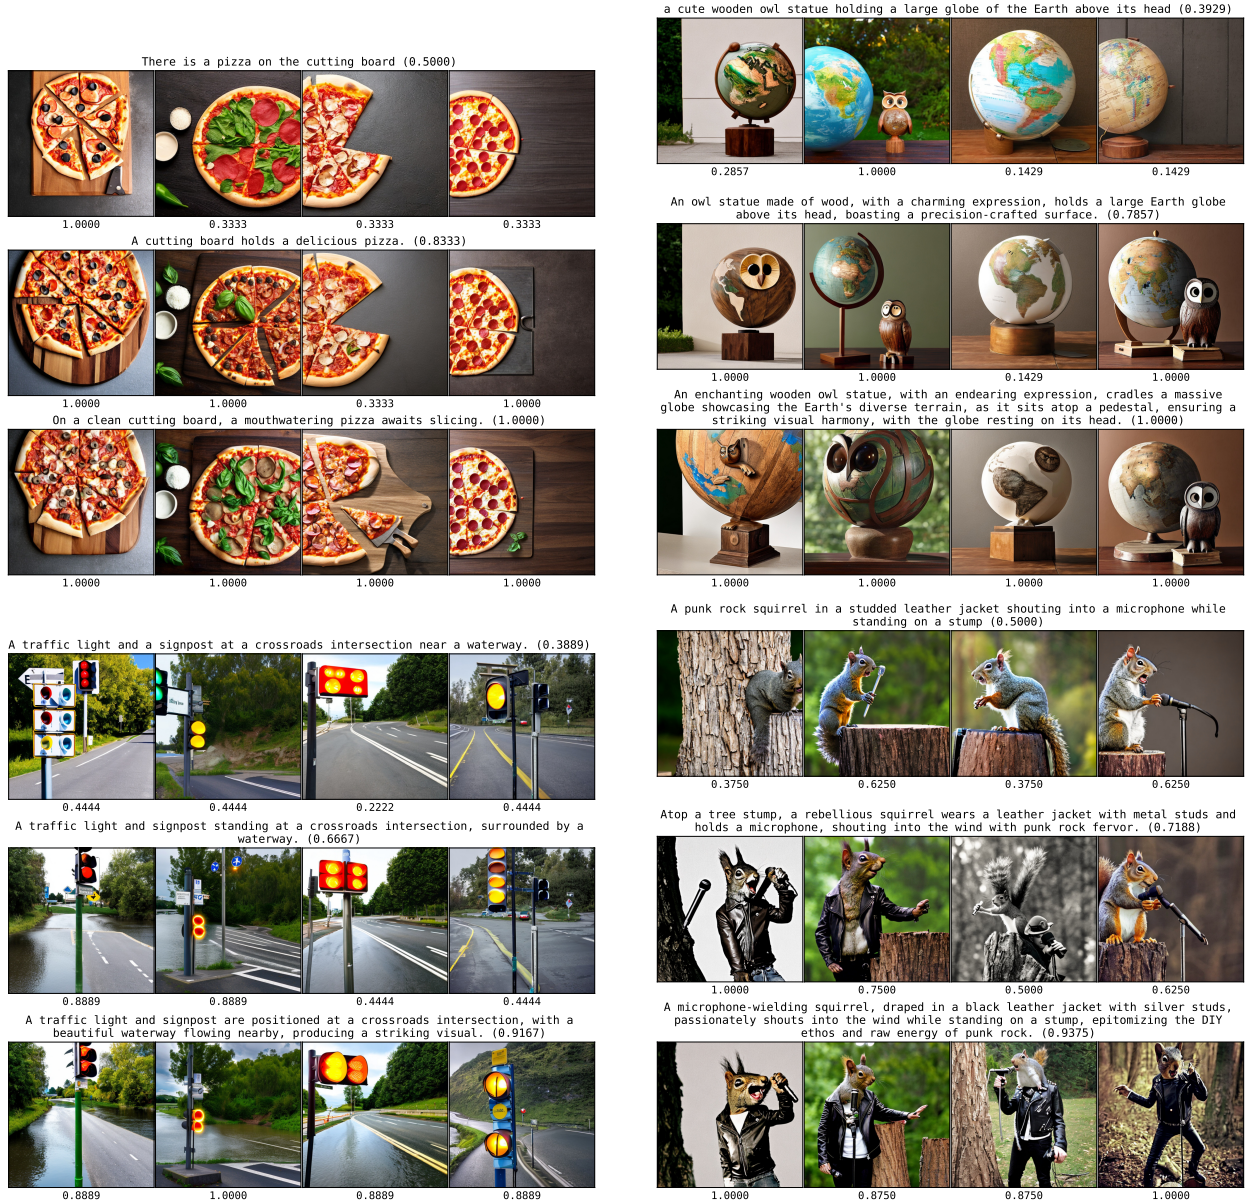 There is a pizza on the cutting board (0.5000)
1.0000 0.3333 0.3333 0.3333
A cutting board holds a delicious pizza. (0.8333)
1.0000 1.0000 0.3333 1.0000
On a clean cutting board, a mouthwatering pizza awaits slicing. (1.0000)
1.0000 1.0000 1.0000 1.0000
a cute wooden owl statue holding a large globe of the Earth above its head (0.3929)
0.2857 1.0000 0.1429 0.1429
An owl statue made of wood, with a charming expression, holds a large Earth globe
above its head, boasting a precision-crafted surface. (0.7857)
1.0000 1.0000 0.1429 1.0000
An enchanting wooden owl statue, with an endearing expression, cradles a massive
globe showcasing the Earth's diverse terrain, as it sits atop a pedestal, ensuring a
striking visual harmony, with the globe resting on its head. (1.0000)
1.0000 1.0000 1.0000 1.0000
A traffic light and a signpost at a crossroads intersection near a waterway. (0.3889)
0.4444 0.4444 0.2222 0.4444
A traffic light and signpost standing at a crossroads intersection, surrounded by a
waterway. (0.6667)
0.8889 0.8889 0.4444 0.4444
A traffic light and signpost are positioned at a crossroads intersection, with a
beautiful waterway flowing nearby, producing a striking visual. (0.9167)
0.8889 1.0000 0.8889 0.8889
A punk rock squirrel in a studded leather jacket shouting into a microphone while
standing on a stump (0.5000)
0.3750 0.6250 0.3750 0.6250
Atop a tree stump, a rebellious squirrel wears a leather jacket with metal studs and
holds a microphone, shouting into the wind with punk rock fervor. (0.7188)
1.0000 0.7500 0.5000 0.6250
A microphone-wielding squirrel, draped in a black leather jacket with silver studs,
passionately shouts into the wind while standing on a stump, epitomizing the DIY
ethos and raw energy of punk rock. (0.9375)
1.0000 0.8750 0.8750 1.0000